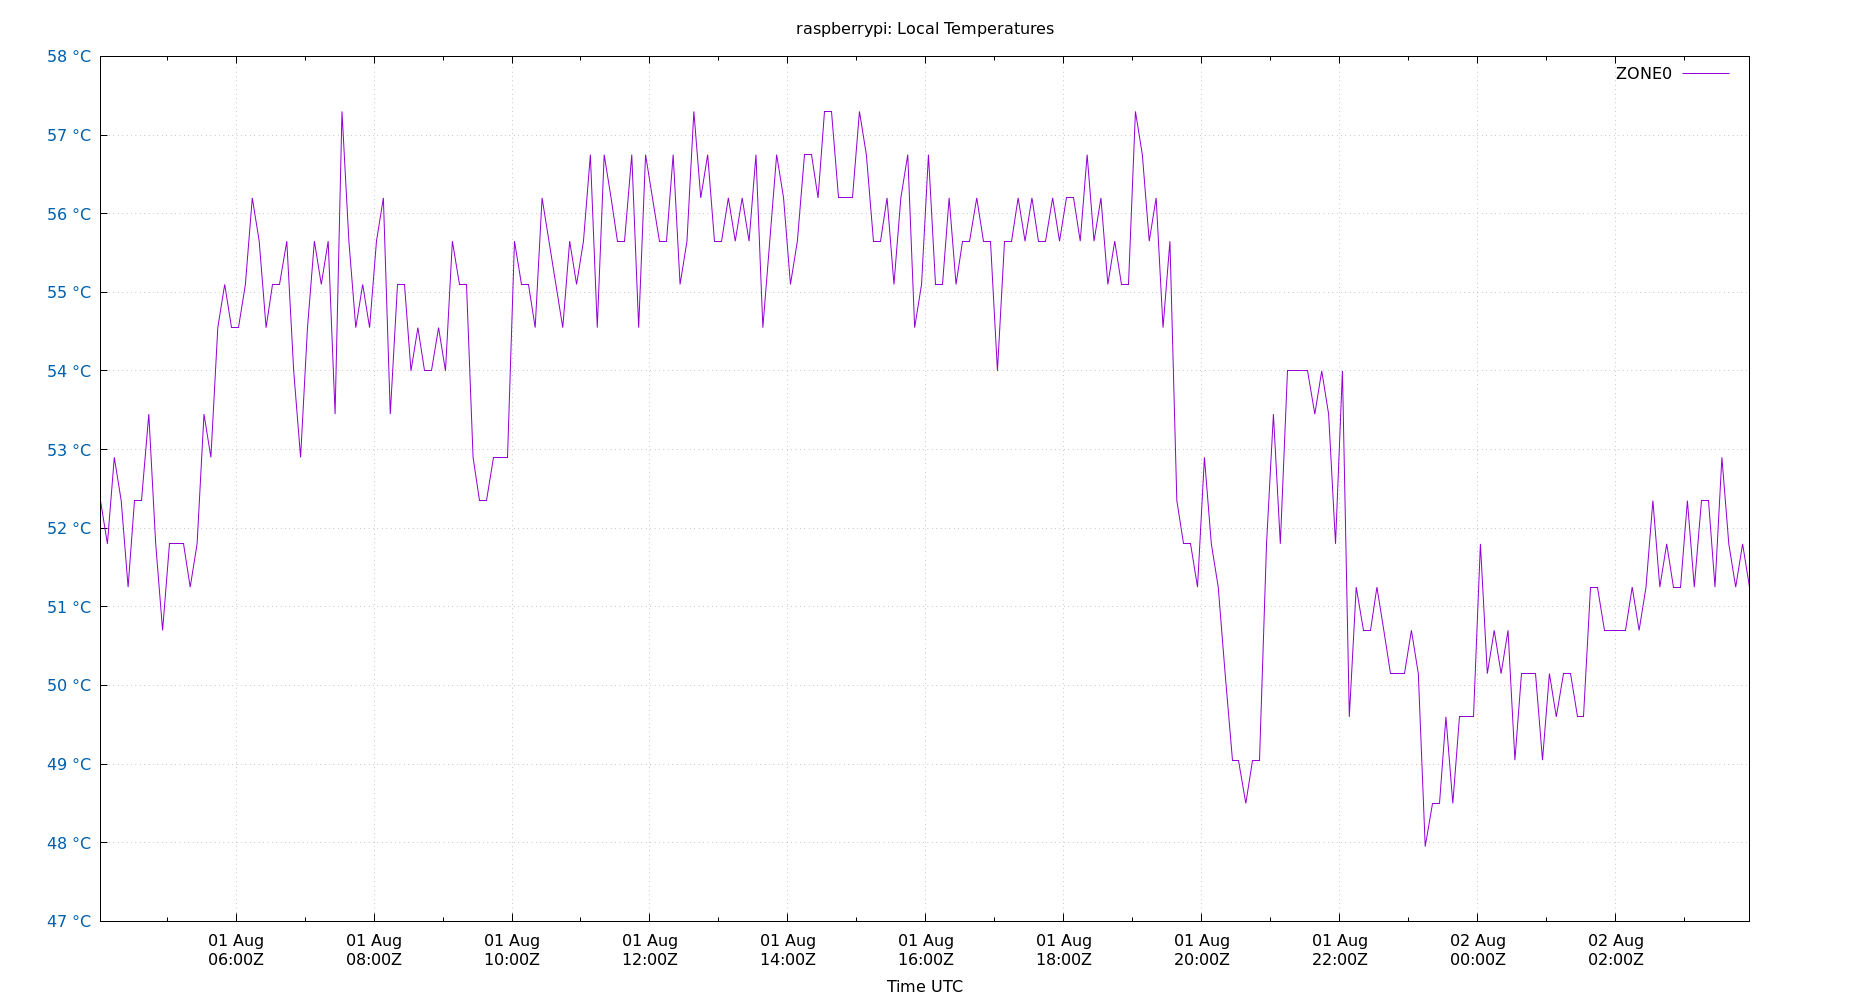 raspberrypi: Local Temperatures
58 °C
57 °C
56 °C
55 °C
54 °C
53 °C
52 °C
51 °C
50 °C
49 °C
48 °C
47 °C
ZONE0
01 Aug
06:00Z
01 Aug
08:00Z
01 Aug
10:00Z
01 Aug
12:00Z
01 Aug
14:00Z
01 Aug
16:00Z
01 Aug
18:00Z
01 Aug
20:00Z
01 Aug
22:00Z
02 Aug
00:00Z
02 Aug
02:00Z
Time UTC